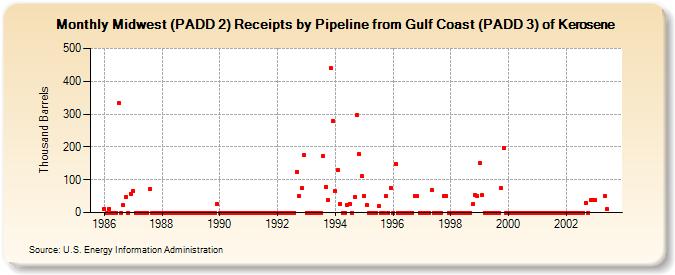 Monthly Midwest (PADD 2) Receipts by Pipeline from Gulf Coast (PADD 3) of Kerosene
Thousand Barrels
500
400
300
200
100
0
1986 1988 1990 1992 1994 1996 1998 2000 2002
Source: U.S. Energy Information Administration